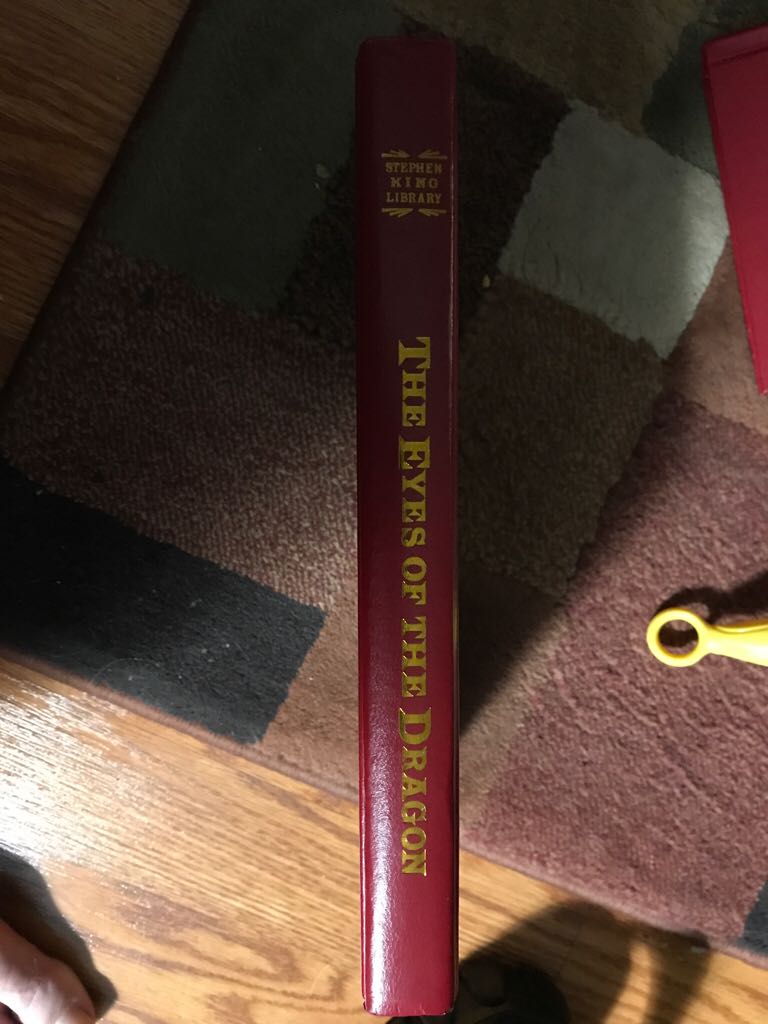 STEPHEN
KING
LIBRARY
THE EYES OF THE DRAGON